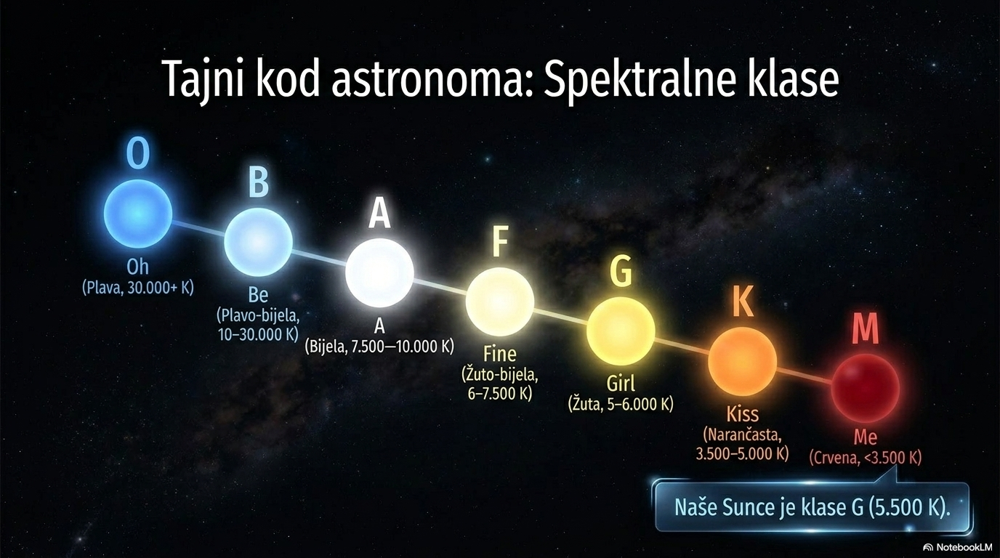 Tajni kod astronoma: Spektralne klase
O
Oh
(Plava, 30.000+ K)
B
Be
(Plavo-bijela,
10–30.000 K)
A
A
(Bijela, 7.500—10.000 K)
F
Fine
(Žuto-bijela,
6–7.500 K)
G
Girl
(Žuta, 5–6.000 K)
K
Kiss
(Narančasta,
3.500–5.000 K)
M
Me
(Crvena, <3.500 K)
Naše Sunce je klase G (5.500 K).
NotebookLM